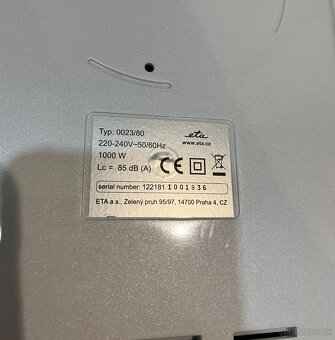 Typ: 0023/80
eta
220-240V~50/60Hz
www.eta.cz
1000 W
Lc = 85 dB (A)
CE
serial number: 122181 1001836
ETA a.s., Zelený pruh 95/97, 14700 Praha 4, CZ